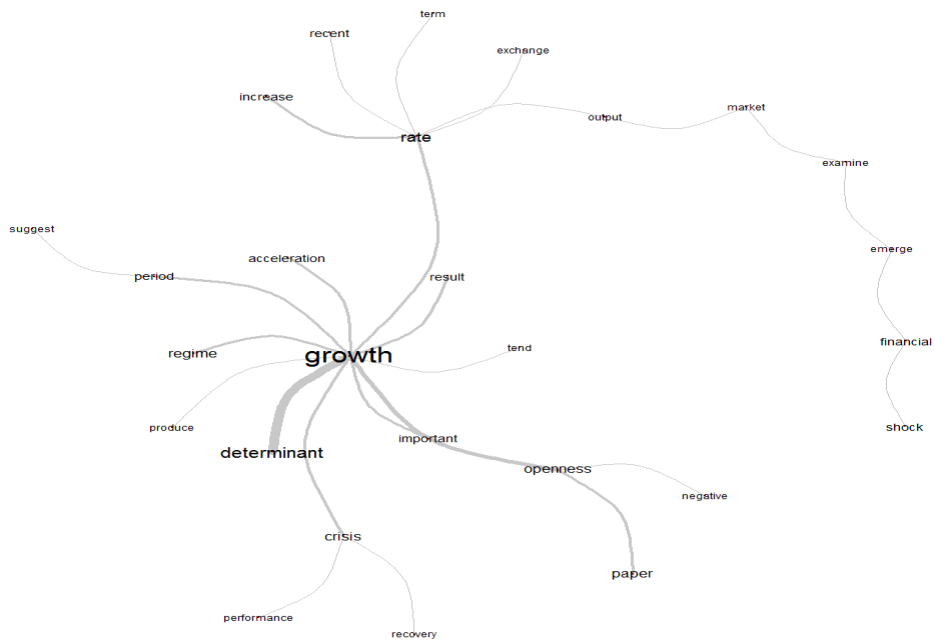 term
recent
exchange
increase
market
output
rate
examine
suggest
emerge
acceleration
period
result
financial
tend
regime
growth
produce
shock
important
determinant
openness
negative
crisis
paper
performance
recovery